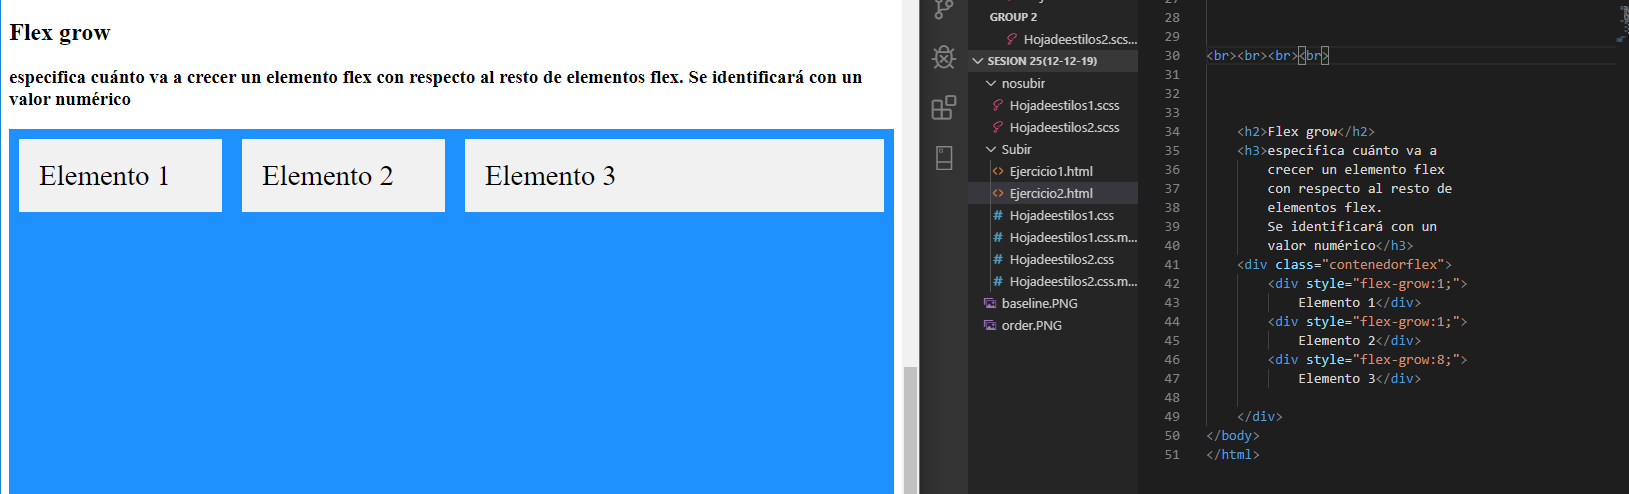 Flex grow
especifica cuánto va a crecer un elemento flex con respecto al resto de elementos flex. Se identificará con un
valor numérico
Elemento 1
Elemento 2
Elemento 3
GROUP 2
Hojadeestilos2.scs...
SESION 25(12-12-19)
nosubir
Hojadeestilos1.scss
Hojadeestilos2.scss
Subir
<> Ejercicio1.html
<> Ejercicio2.html
# Hojadeestilos1.css
# Hojadeestilos1.css.m...
# Hojadeestilos2.css
# Hojadeestilos2.css.m...
baseline.PNG
order.PNG
27
28
29
30 <br><br><br><br>
31
32
33
34 <h2>Flex grow</h2>
35 <h3>especifica cuánto va a
36 crecer un elemento flex
37 con respecto al resto de
38 elementos flex.
39 Se identificará con un
40 valor numérico</h3>
41 <div class="contenedorflex">
42 <div style="flex-grow:1;">
43 Elemento 1</div>
44 <div style="flex-grow:1;">
45 Elemento 2</div>
46 <div style="flex-grow:8;">
47 Elemento 3</div>
48
49 </div>
50 </body>
51 </html>